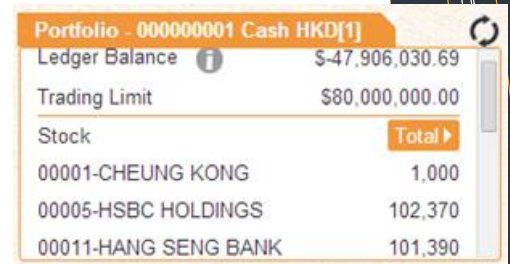 Portfolio - 000000001 Cash HKD[1]
Ledger Balance i $-47,906,030.69
Trading Limit $80,000,000.00
Stock Total
00001-CHEUNG KONG 1,000
00005-HSBC HOLDINGS 102,370
00011-HANG SENG BANK 101,390